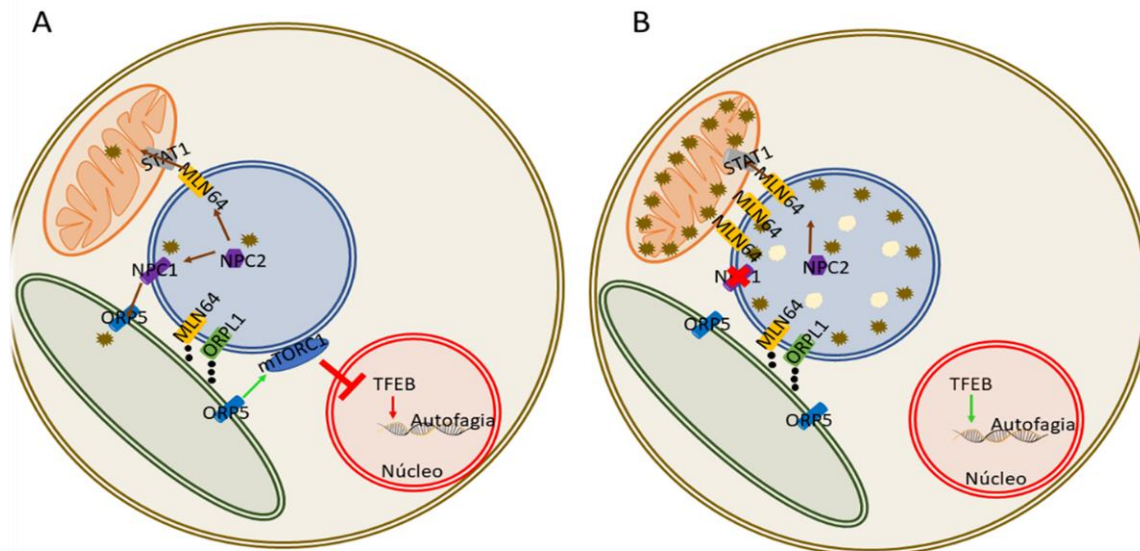 A
STAT1
MLN64
NPC1
NPC2
ORP5
MLN64
ORPL1
mTORC1
ORP5
TFEB
Autofagia
Núcleo
B
STAT1
MLN64
MLN64
MLN64
NPC1
NPC2
ORP5
MLN64
ORPL1
ORP5
TFEB
Autofagia
Núcleo